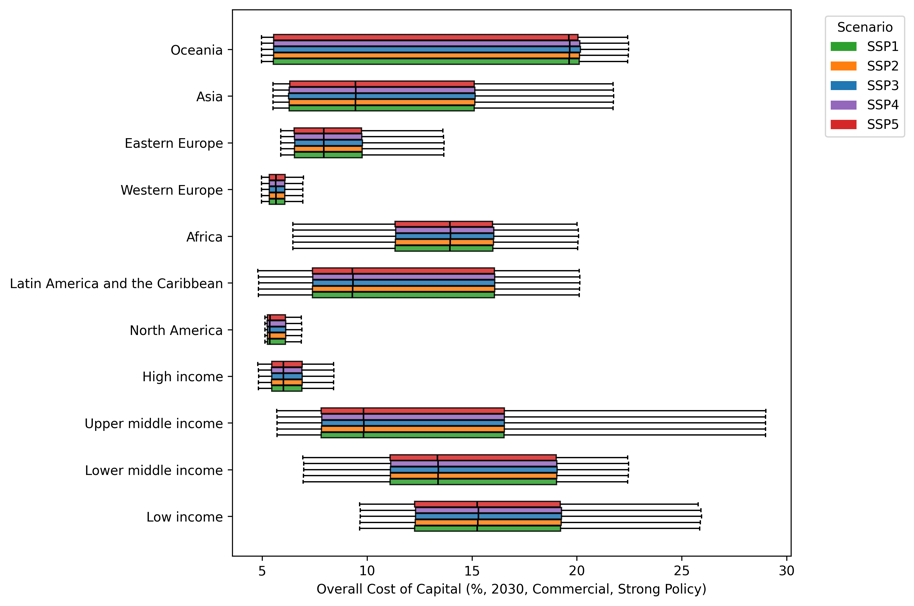 Scenario
SSP1
SSP2
SSP3
SSP4
SSP5
Oceania
Asia
Eastern Europe
Western Europe
Africa
Latin America and the Caribbean
North America
High income
Upper middle income
Lower middle income
Low income
5 10 15 20 25 30
Overall Cost of Capital (%, 2030, Commercial, Strong Policy)